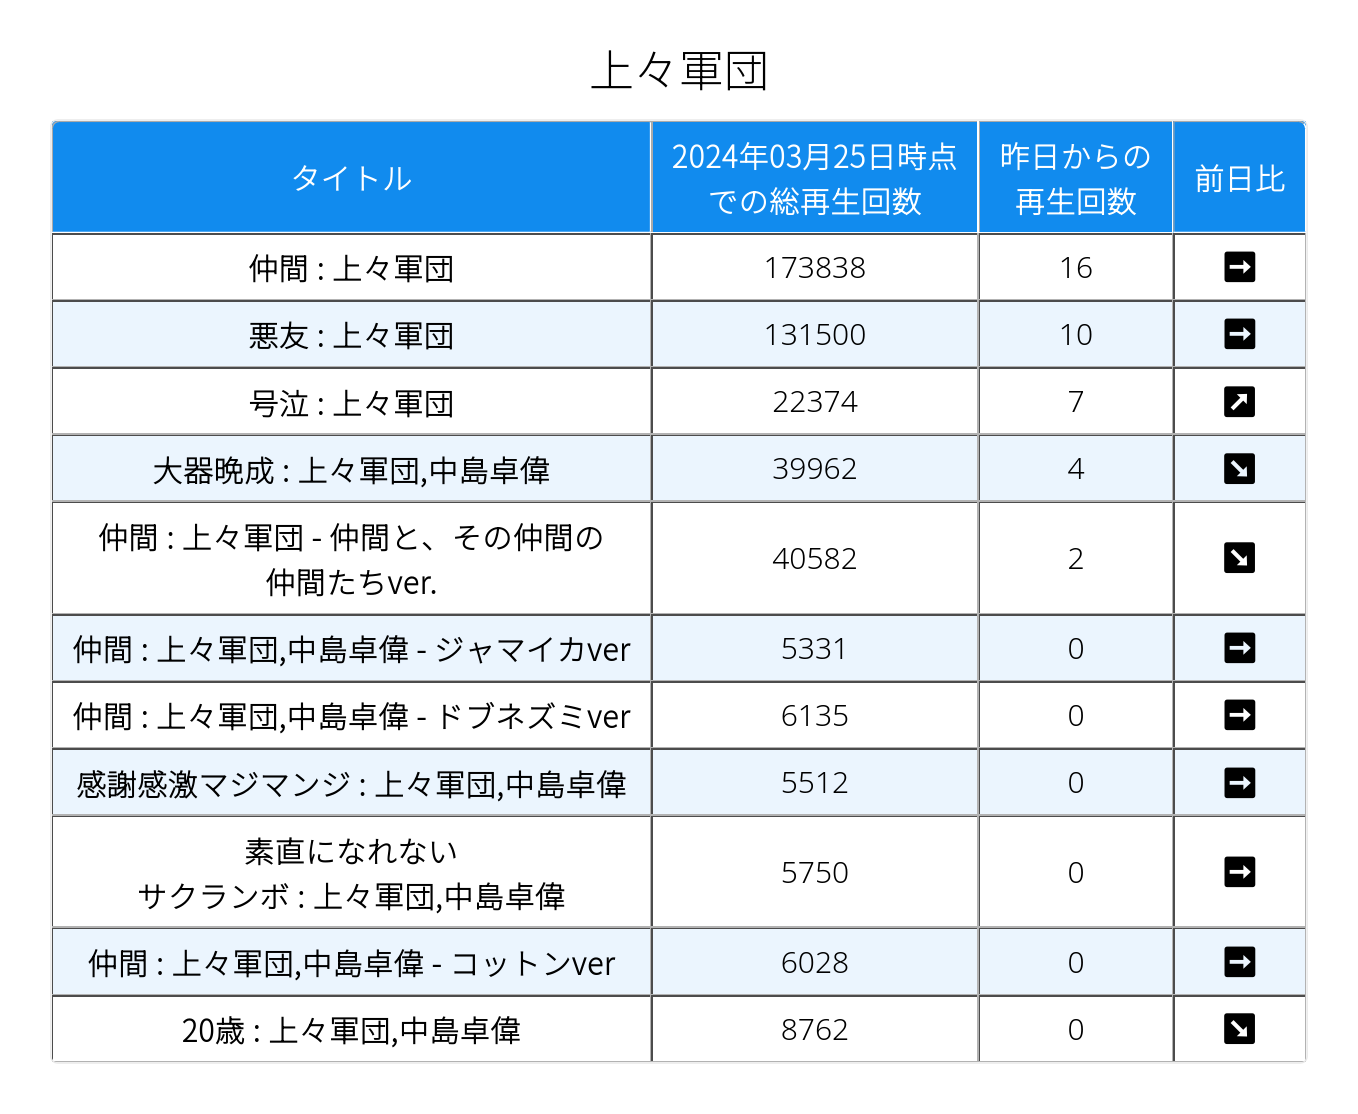 上々軍団
タイトル
2024年03月25日時点
での総再生回数
昨日からの
再生回数
前日比
仲間 : 上々軍団
173838
16
➡
悪友 : 上々軍団
131500
10
➡
号泣 : 上々軍団
22374
7
↗
大器晩成 : 上々軍団,中島卓偉
39962
4
↘
仲間 : 上々軍団 - 仲間と、その仲間の
仲間たちver.
40582
2
↘
仲間 : 上々軍団,中島卓偉 - ジャマイカver
5331
0
➡
仲間 : 上々軍団,中島卓偉 - ドブネズミver
6135
0
➡
感謝感激マジマンジ : 上々軍団,中島卓偉
5512
0
➡
素直になれない
サクランボ : 上々軍団,中島卓偉
5750
0
➡
仲間 : 上々軍団,中島卓偉 - コットンver
6028
0
➡
20歳 : 上々軍団,中島卓偉
8762
0
↘